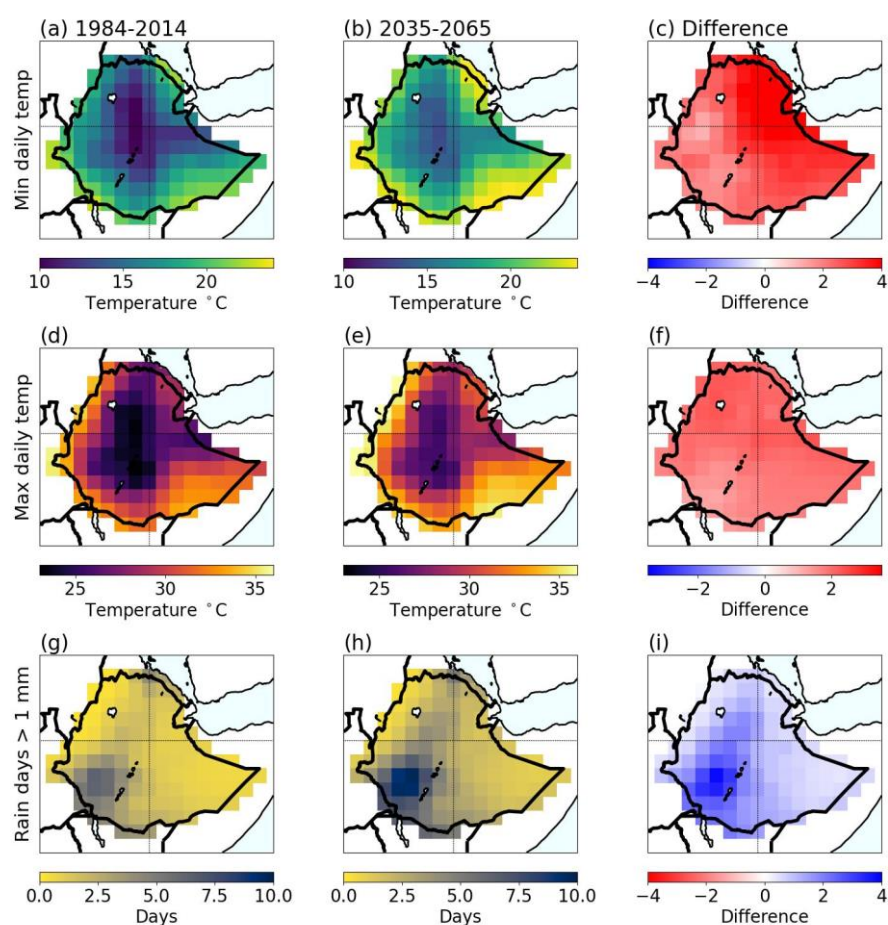 (a) 1984-2014
(b) 2035-2065
(c) Difference
Min daily temp
10 15 20
Temperature °C
10 15 20
Temperature °C
−4 −2 0 2 4
Difference
(d)
(e)
(f)
Max daily temp
25 30 35
Temperature °C
25 30 35
Temperature °C
−2 0 2
Difference
(g)
(h)
(i)
Rain days > 1 mm
0.0 2.5 5.0 7.5 10.0
Days
0.0 2.5 5.0 7.5 10.0
Days
−4 −2 0 2 4
Difference